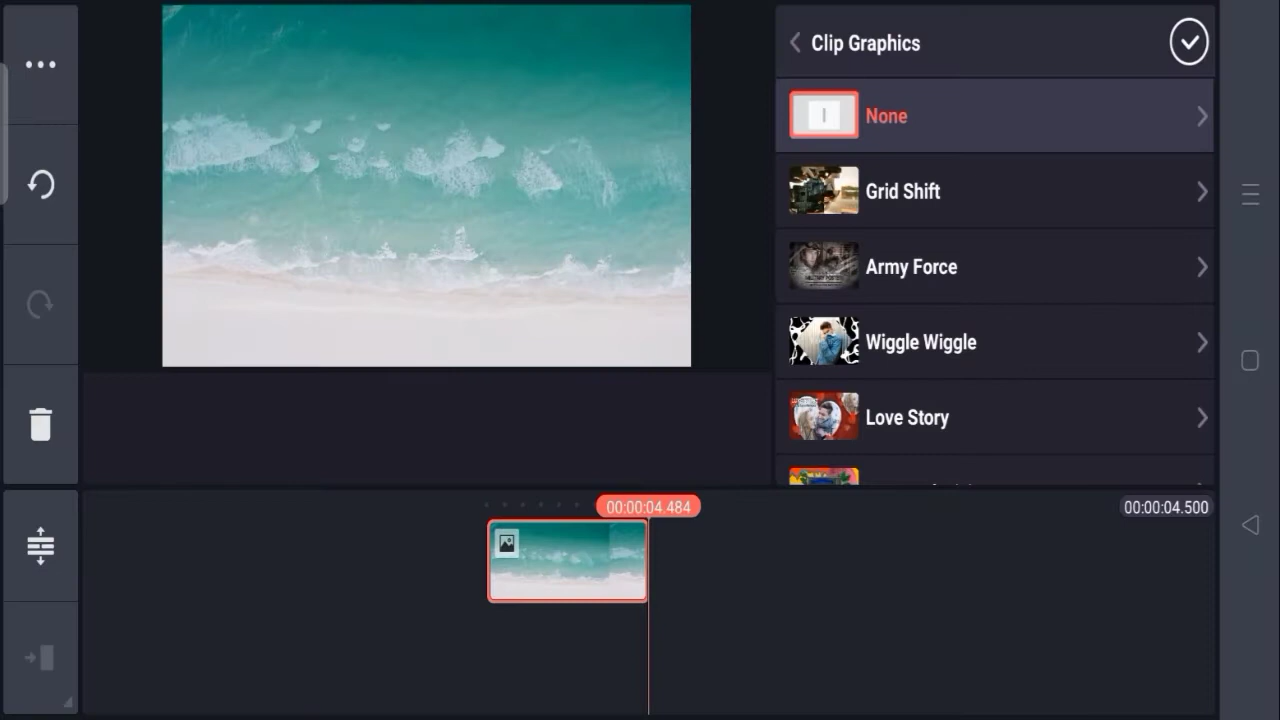 Clip Graphics
None
Grid Shift
Army Force
Wiggle Wiggle
Love Story
00:00:04.484
00:00:04.500